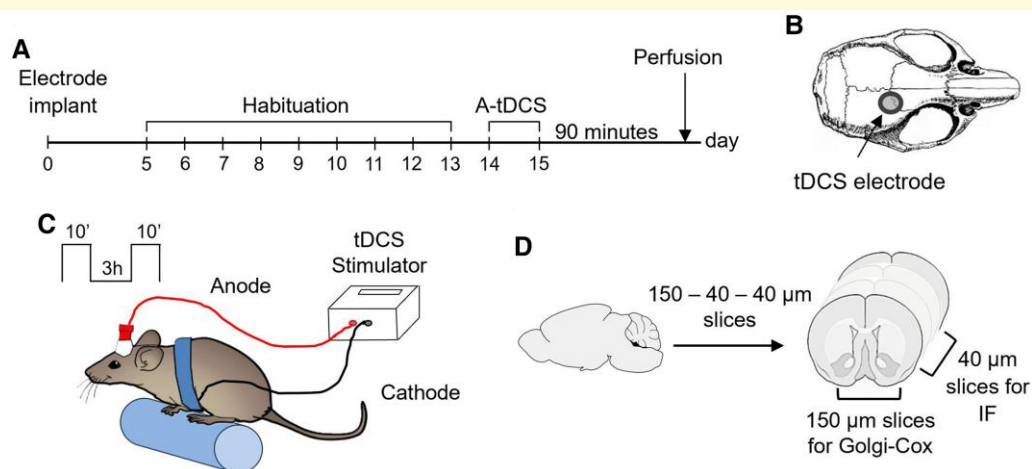 A
Electrode
implant
Habituation
A-tDCS
90 minutes
Perfusion
day
0 5 6 7 8 9 10 11 12 13 14 15
B
tDCS electrode
C
10' 10'
3h
Anode
tDCS
Stimulator
Cathode
D
150 – 40 – 40 µm
slices
40 µm
slices for
IF
150 µm slices
for Golgi-Cox